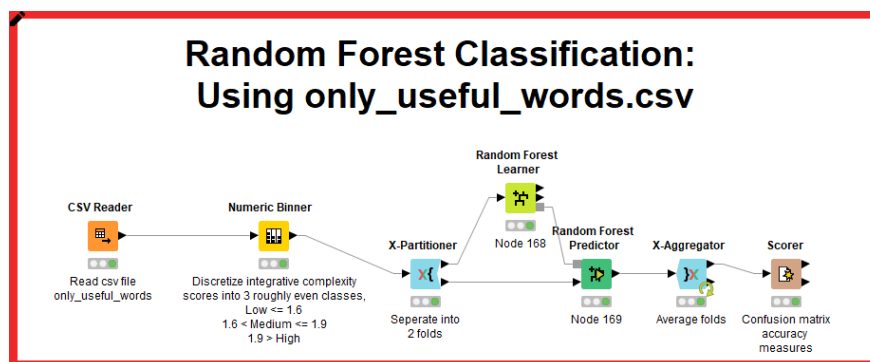 Random Forest Classification:
Using only_useful_words.csv
Random Forest
Learner
CSV Reader
Numeric Binner
X-Partitioner
Random Forest
Predictor
X-Aggregator
Scorer
Node 168
Read csv file
only_useful_words
Discretize integrative complexity
scores into 3 roughly even classes,
Low <= 1.6
1.6 < Medium <= 1.9
1.9 > High
Seperate into
2 folds
Node 169
Average folds
Confusion matrix
accuracy
measures